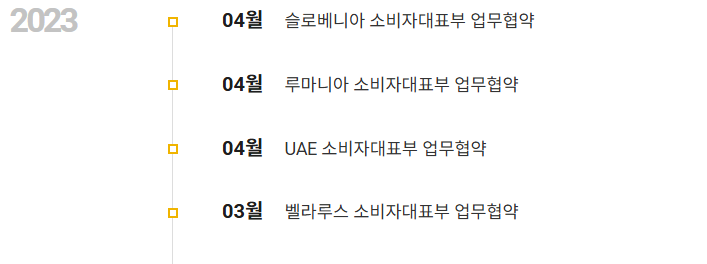 2023
04월 슬로베니아 소비자대표부 업무협약
04월 루마니아 소비자대표부 업무협약
04월 UAE 소비자대표부 업무협약
03월 벨라루스 소비자대표부 업무협약